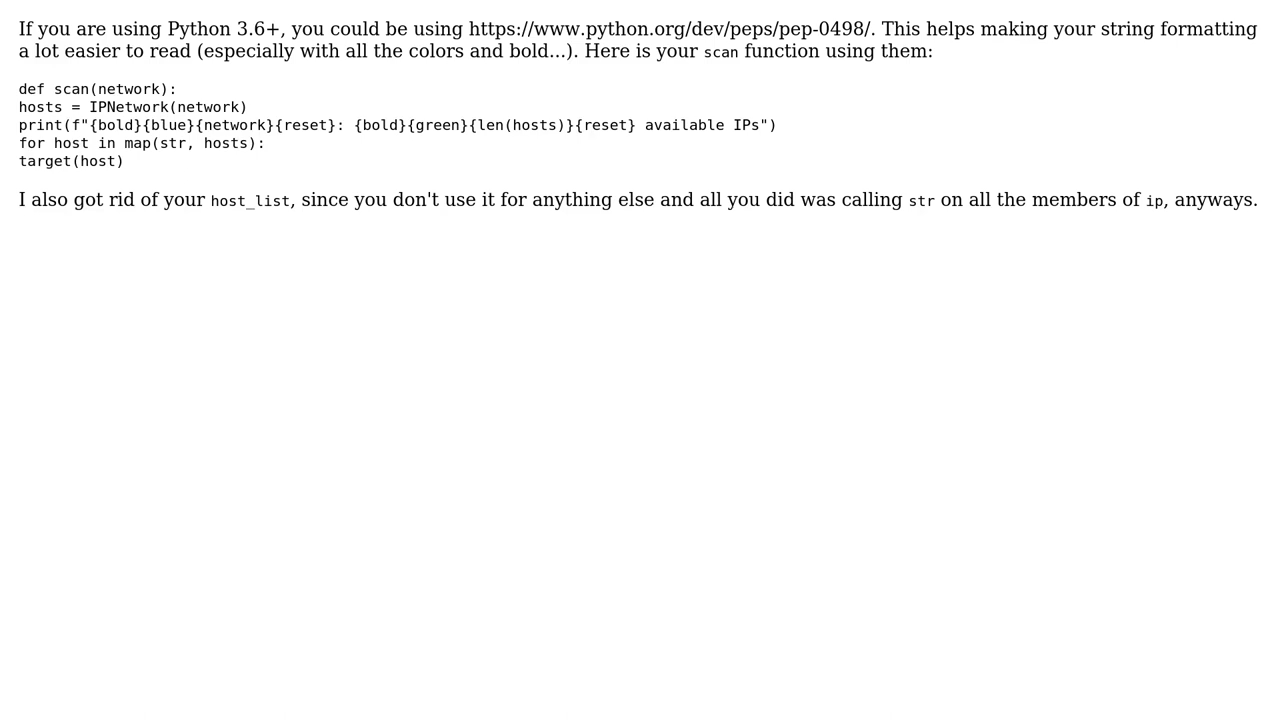 If you are using Python 3.6+, you could be using https://www.python.org/dev/peps/pep-0498/. This helps making your string formatting
a lot easier to read (especially with all the colors and bold...). Here is your scan function using them:
def scan(network):
hosts = IPNetwork(network)
print(f"{bold}{blue}{network}{reset}: {bold}{green}{len(hosts)}{reset} available IPs")
for host in map(str, hosts):
target(host)
I also got rid of your host_list, since you don't use it for anything else and all you did was calling str on all the members of ip, anyways.